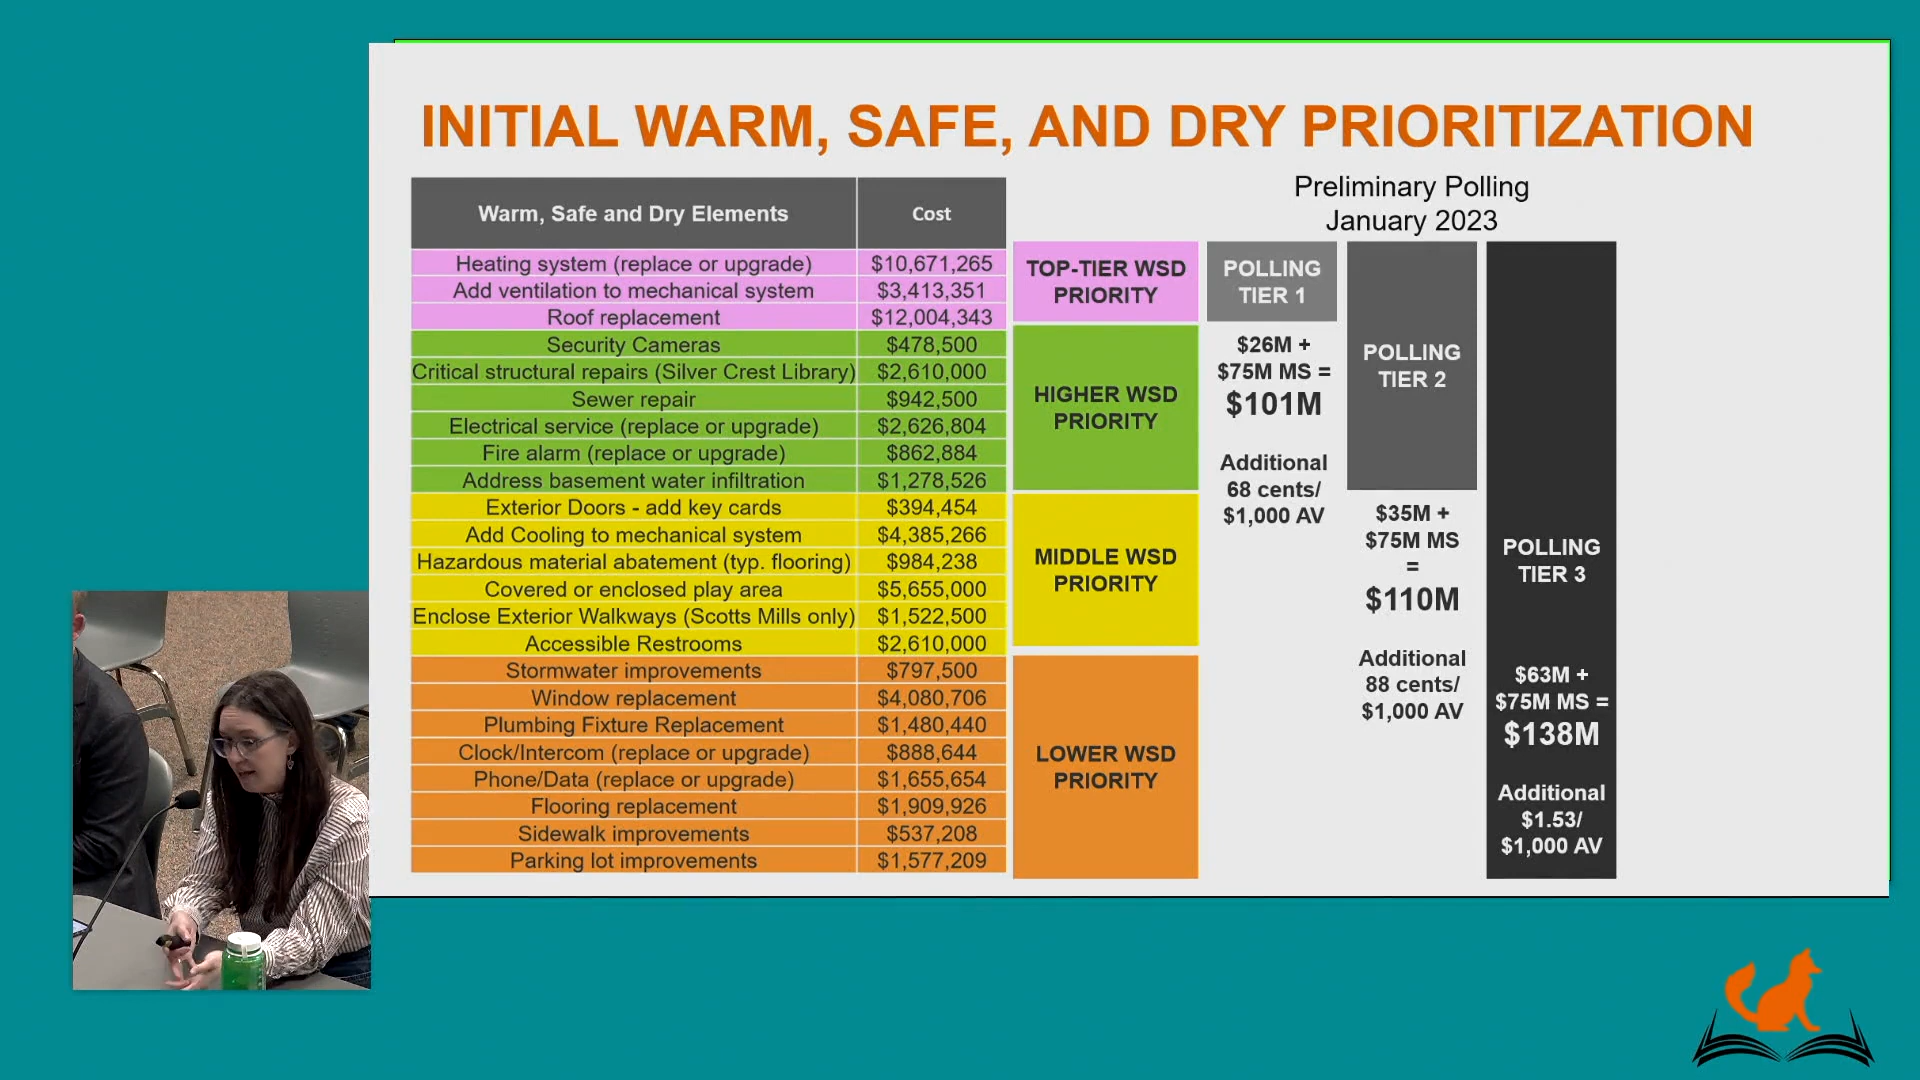 INITIAL WARM, SAFE, AND DRY PRIORITIZATION
Preliminary Polling
January 2023
Warm, Safe and Dry Elements Cost
Heating system (replace or upgrade) $10,671,265
Add ventilation to mechanical system $3,413,351
Roof replacement $12,004,343
Security Cameras $478,500
Critical structural repairs (Silver Crest Library) $2,610,000
Sewer repair $942,500
Electrical service (replace or upgrade) $2,626,804
Fire alarm (replace or upgrade) $862,884
Address basement water infiltration $1,278,526
Exterior Doors - add key cards $394,454
Add Cooling to mechanical system $4,385,266
Hazardous material abatement (typ. flooring) $984,238
Covered or enclosed play area $5,655,000
Enclose Exterior Walkways (Scotts Mills only) $1,522,500
Accessible Restrooms $2,610,000
Stormwater improvements $797,500
Window replacement $4,080,706
Plumbing Fixture Replacement $1,480,440
Clock/Intercom (replace or upgrade) $888,644
Phone/Data (replace or upgrade) $1,655,654
Flooring replacement $1,909,926
Sidewalk improvements $537,208
Parking lot improvements $1,577,209
TOP-TIER WSD
PRIORITY
HIGHER WSD
PRIORITY
MIDDLE WSD
PRIORITY
LOWER WSD
PRIORITY
POLLING
TIER 1
$26M +
$75M MS =
$101M
Additional
68 cents/
$1,000 AV
POLLING
TIER 2
$35M +
$75M MS
=
$110M
Additional
88 cents/
$1,000 AV
POLLING
TIER 3
$63M +
$75M MS =
$138M
Additional
$1.53/
$1,000 AV